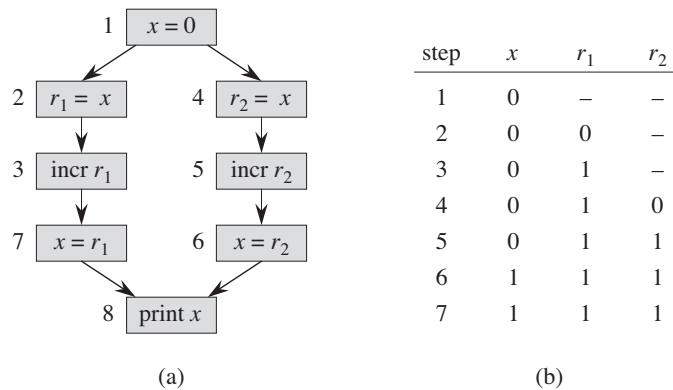 1 x = 0
2 r1 = x 4 r2 = x
3 incr r1 5 incr r2
7 x = r1 6 x = r2
8 print x
(a)
step x r1 r2
1 0 – –
2 0 0 –
3 0 1 –
4 0 1 0
5 0 1 1
6 1 1 1
7 1 1 1
(b)